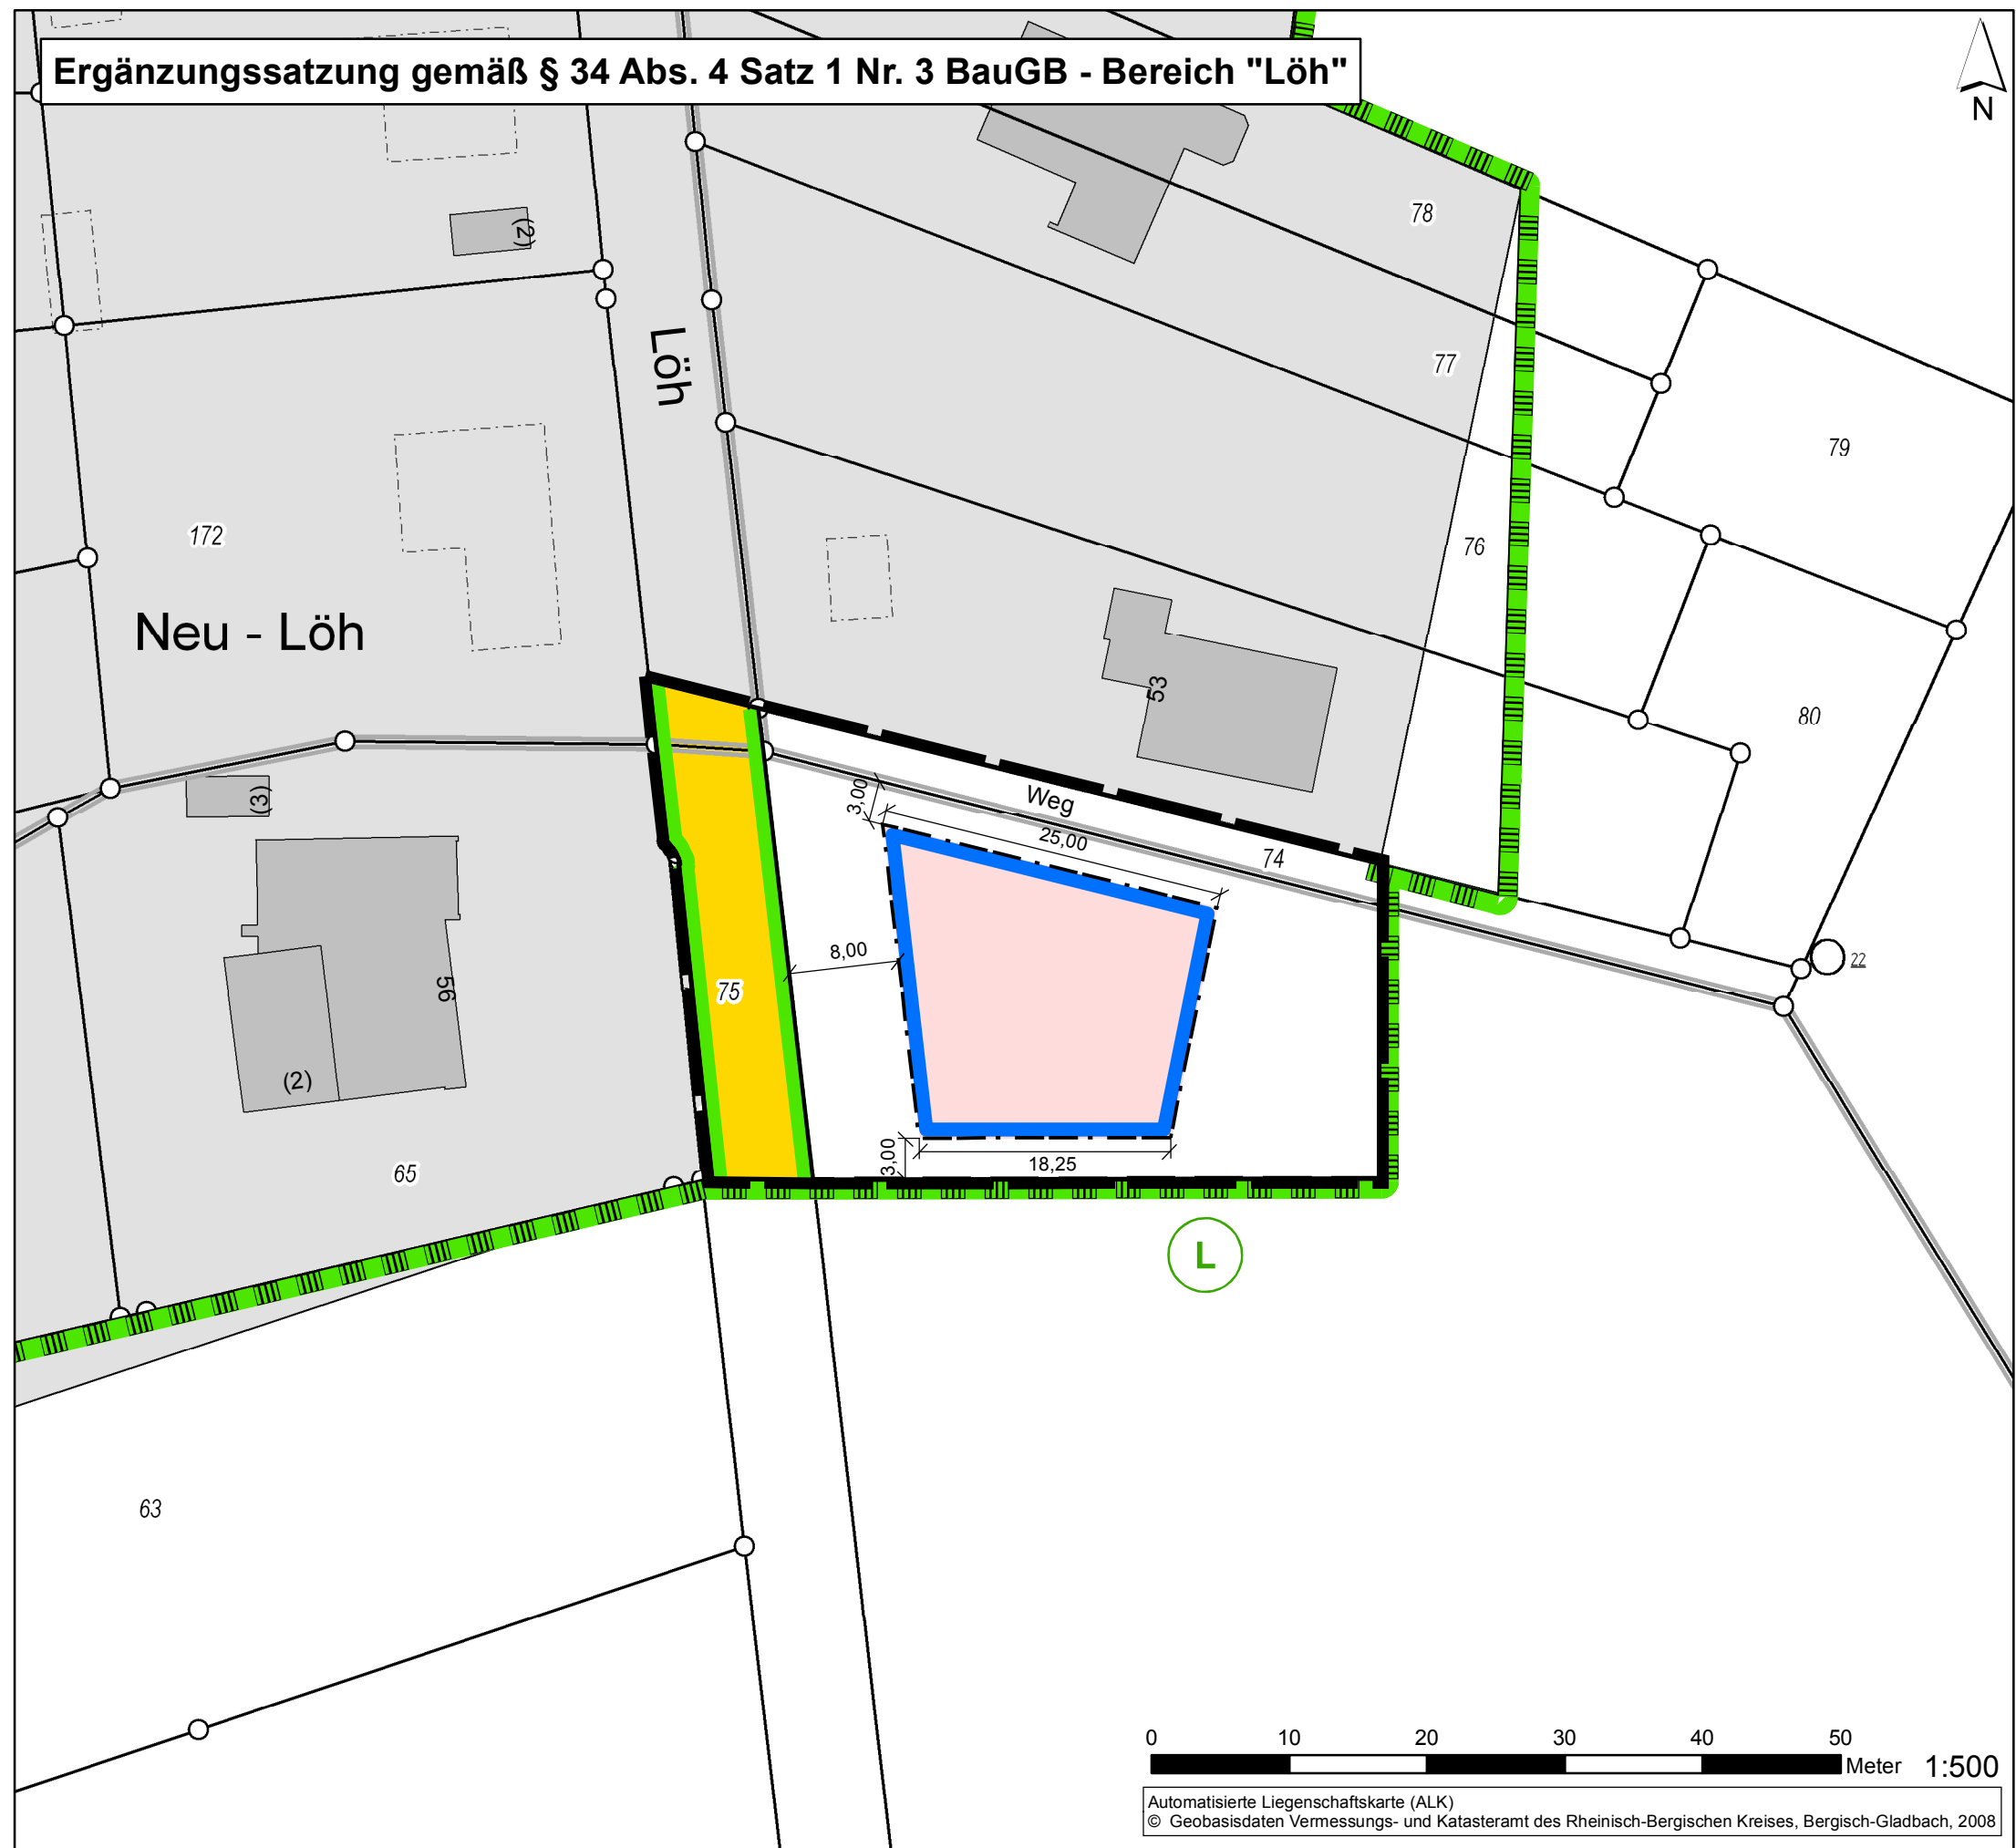 Ergänzungssatzung gemäß § 34 Abs. 4 Satz 1 Nr. 3 BauGB - Bereich "Löh"
N
78
(2)
Löh
77
79
172
76
Neu - Löh
53
80
(3)
3,00
Weg
25,00
74
8,00
22
56
75
(2)
3,00
18,25
65
L
63
0 10 20 30 40 50
Meter 1:500
Automatisierte Liegenschaftskarte (ALK)
© Geobasisdaten Vermessungs- und Katasteramt des Rheinisch-Bergischen Kreises, Bergisch-Gladbach, 2008